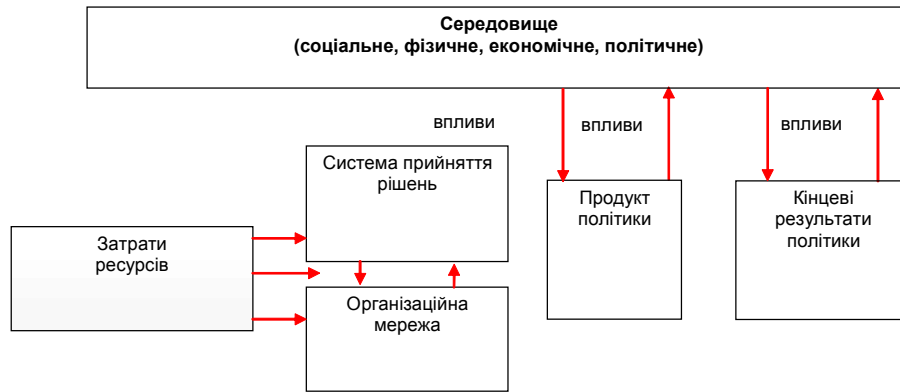 Середовище
(соціальне, фізичне, економічне, політичне)
впливи
впливи
впливи
Система прийняття
рішень
Продукт
політики
Кінцеві
результати
політики
Затрати
ресурсів
Організаційна
мережа